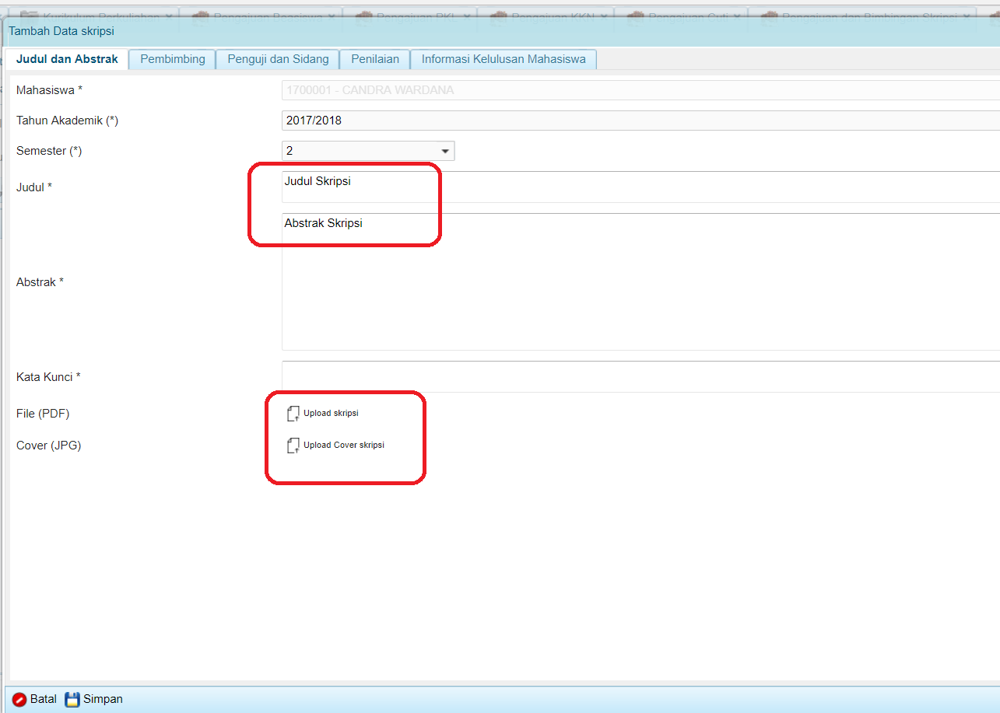 Kurikulum Perkuliahan Pengajuan Beasiswa Pengajuan PKL Pengajuan KKN Pengajuan Cuti Pengajuan dan Bimbingan Skripsi
Tambah Data skripsi
Judul dan Abstrak Pembimbing Penguji dan Sidang Penilaian Informasi Kelulusan Mahasiswa
Mahasiswa * 1700001 - CANDRA WARDANA
Tahun Akademik (*) 2017/2018
Semester (*) 2
Judul * Judul Skripsi
Abstrak Skripsi
Abstrak *
Kata Kunci *
File (PDF) Upload skripsi
Cover (JPG) Upload Cover skripsi
Batal Simpan